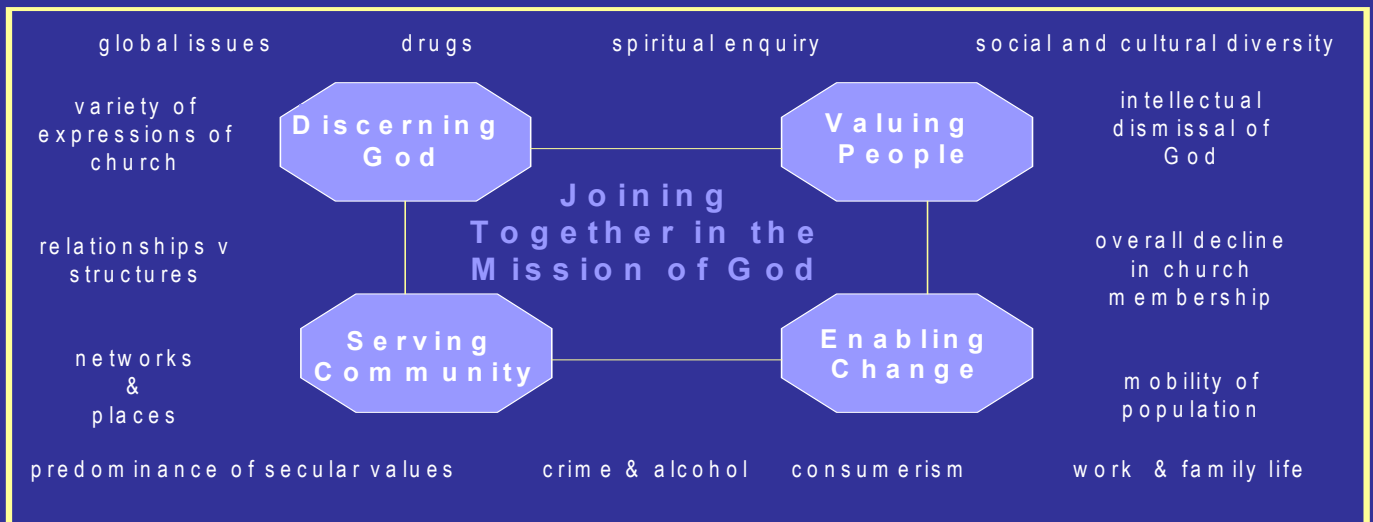 global issues drugs spiritual enquiry social and cultural diversity
variety of
expressions of
church
Discerning
God
Valuing
People
intellectual
dismissal of
God
Joining
Together in the
Mission of God
relationships v
structures
overall decline
in church
membership
networks
&
places
Serving
Community
Enabling
Change
mobility of
population
predominance of secular values crime & alcohol consumerism work & family life